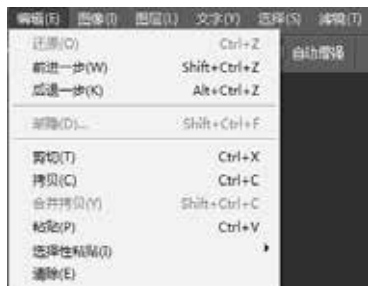 编辑(E) 图像(I) 图层(L) 文字(Y) 选择(S) 滤镜(T)
还原(O) Ctrl+Z
自动增强
前进一步(W) Shift+Ctrl+Z
后退一步(K) Alt+Ctrl+Z
渐隐(D)... Shift+Ctrl+F
剪切(T) Ctrl+X
拷贝(C) Ctrl+C
合并拷贝(Y) Shift+Ctrl+C
粘贴(P) Ctrl+V
选择性粘贴(I)
清除(E)